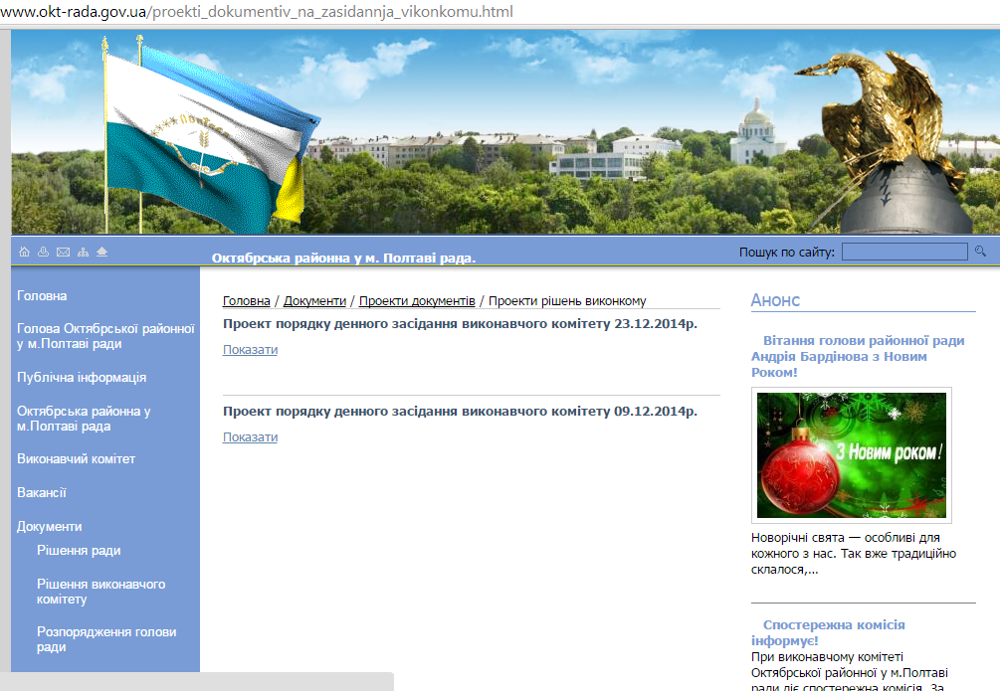 www.okt-rada.gov.ua/proekti_dokumentiv_na_zasidannja_vikonkomu.html
Октябрська районна у м. Полтаві рада.
Пошук по сайту:
Головна
Голова Октябрської районної
у м.Полтаві ради
Публічна інформація
Октябрська районна у
м.Полтаві рада
Виконавчий комітет
Вакансії
Документи
Рішення ради
Рішення виконавчого
комітету
Розпорядження голови
ради
Головна / Документи / Проекти документів / Проекти рішень виконкому
Проект порядку денного засідання виконавчого комітету 23.12.2014р.
Показати
Проект порядку денного засідання виконавчого комітету 09.12.2014р.
Показати
Анонс
Вітання голови районної ради
Андрія Бардінова з Новим
Роком!
З Новим роком!
Новорічні свята — особливі для
кожного з нас. Так вже традиційно
склалося,...
Спостережна комісія
інформує!
При виконавчому комітеті
Октябрської районної у м.Полтаві
ради діє спостережна комісія. За